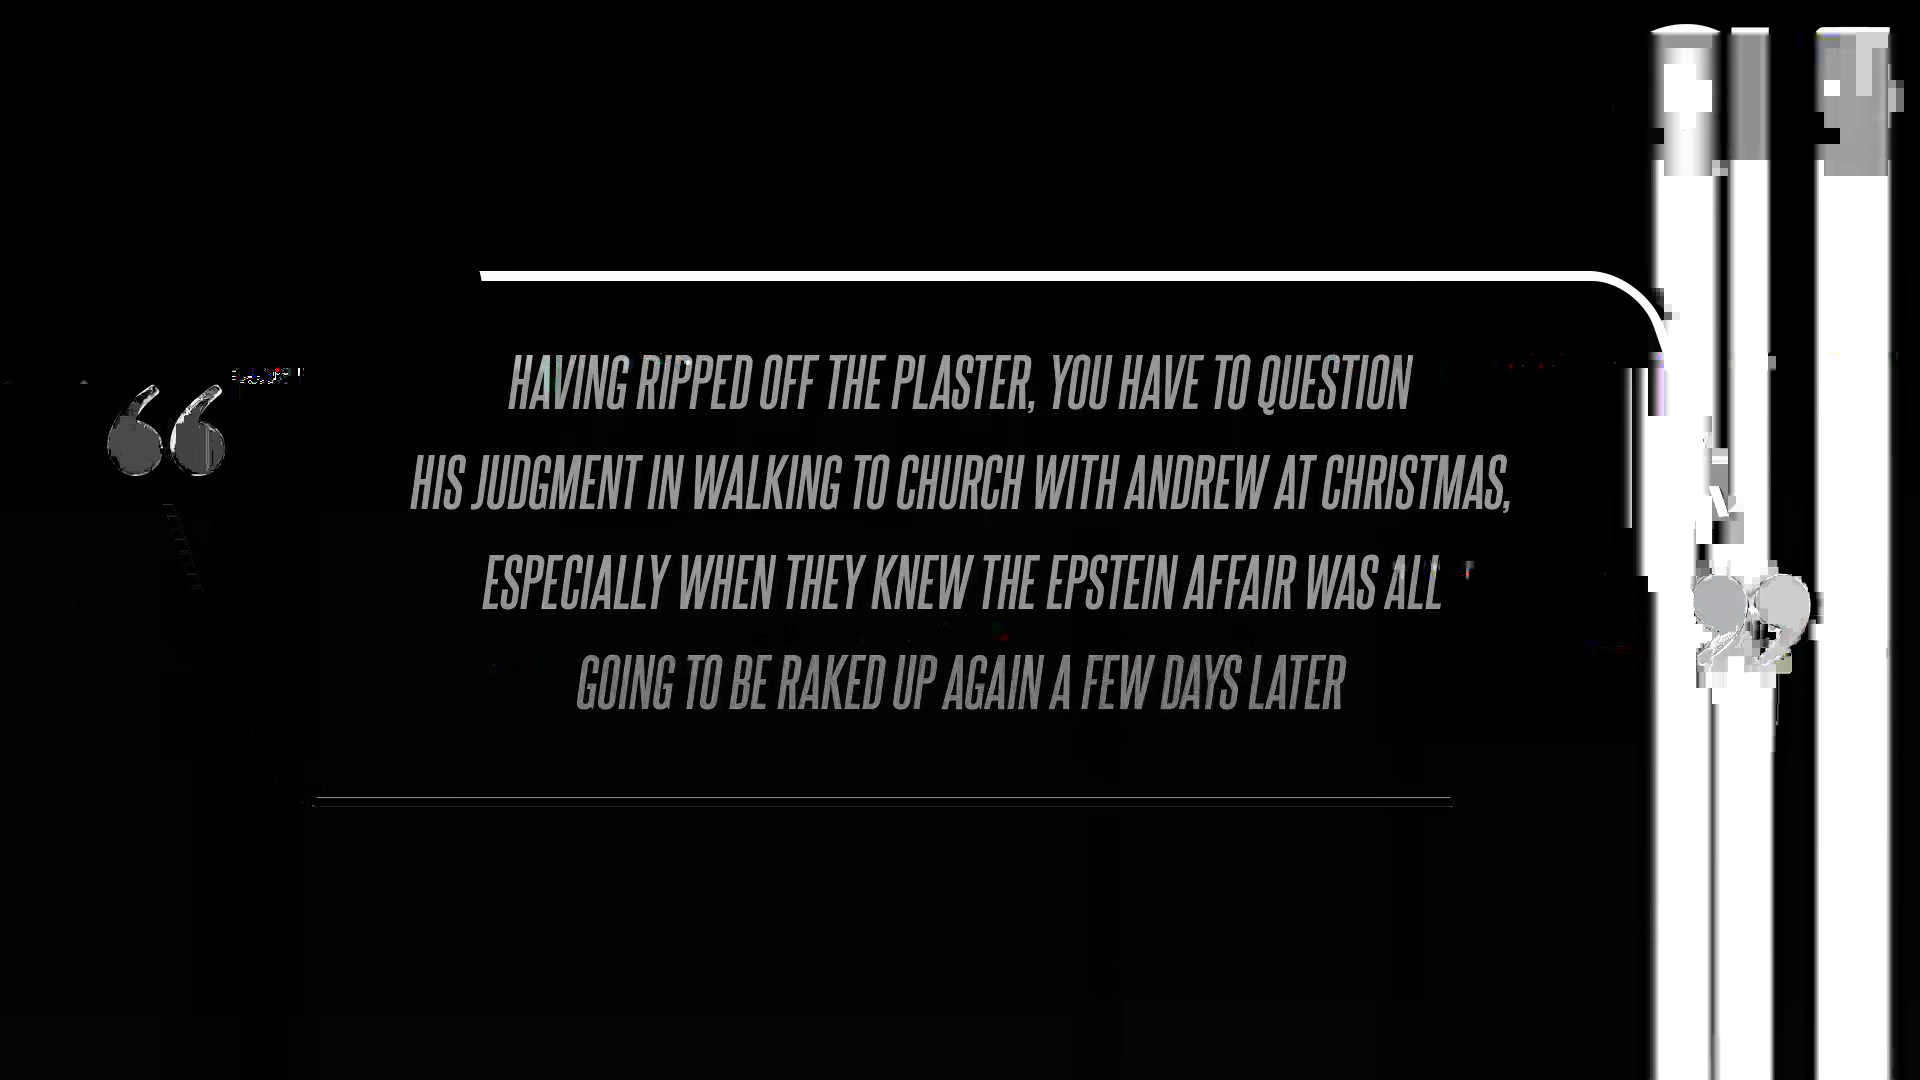 “
HAVING RIPPED OFF THE PLASTER, YOU HAVE TO QUESTION
HIS JUDGMENT IN WALKING TO CHURCH WITH ANDREW AT CHRISTMAS,
ESPECIALLY WHEN THEY KNEW THE EPSTEIN AFFAIR WAS ALL
GOING TO BE RAKED UP AGAIN A FEW DAYS LATER
”